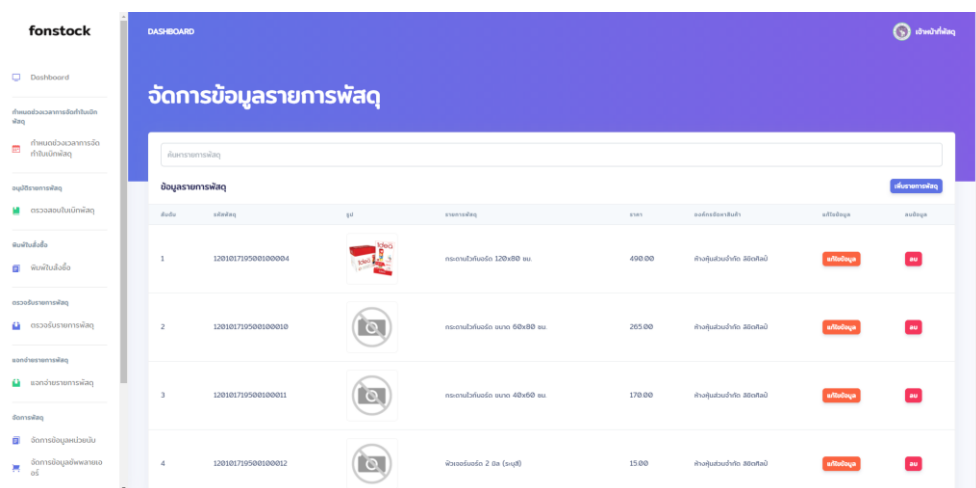 fonstock
DASHBOARD
เจ้าหน้าที่พัสดุ
Dashboard
กำหนดช่วงเวลาการจัดทำใบเบิก
พัสดุ
กำหนดช่วงเวลาการจัด
ทำใบเบิกพัสดุ
อนุมัติรายการพัสดุ
ตรวจสอบใบเบิกพัสดุ
พิมพ์ใบสั่งซื้อ
พิมพ์ใบสั่งซื้อ
ตรวจรับรายการพัสดุ
ตรวจรับรายการพัสดุ
แจกจ่ายรายการพัสดุ
แจกจ่ายรายการพัสดุ
จัดการพัสดุ
จัดการข้อมูลหน่วยนับ
จัดการข้อมูลซัพพลายเอ
อร์
จัดการข้อมูลรายการพัสดุ
ค้นหารายการพัสดุ
ข้อมูลรายการพัสดุ
เพิ่มรายการพัสดุ
อันดับ รหัสพัสดุ รูป รายการพัสดุ ราคา แก้ไขข้อมูล ลบข้อมูล
1 120101719500100004 กระดานไวท์บอร์ด 120x80 ซม. 490.00 ห้างหุ้นส่วนจำกัด ลิขิตศิลป์ แก้ไขข้อมูล ลบ
2 120101719500100010 กระดานไวท์บอร์ด ขนาด 60x80 ซม. 265.00 ห้างหุ้นส่วนจำกัด ลิขิตศิลป์ แก้ไขข้อมูล ลบ
3 120101719500100011 กระดานไวท์บอร์ด ขนาด 40x60 ซม. 170.00 ห้างหุ้นส่วนจำกัด ลิขิตศิลป์ แก้ไขข้อมูล ลบ
4 120101719500100012 ฟิวเจอร์บอร์ด 2 มิล (ระบุสี) 15.00 ห้างหุ้นส่วนจำกัด ลิขิตศิลป์ แก้ไขข้อมูล ลบ